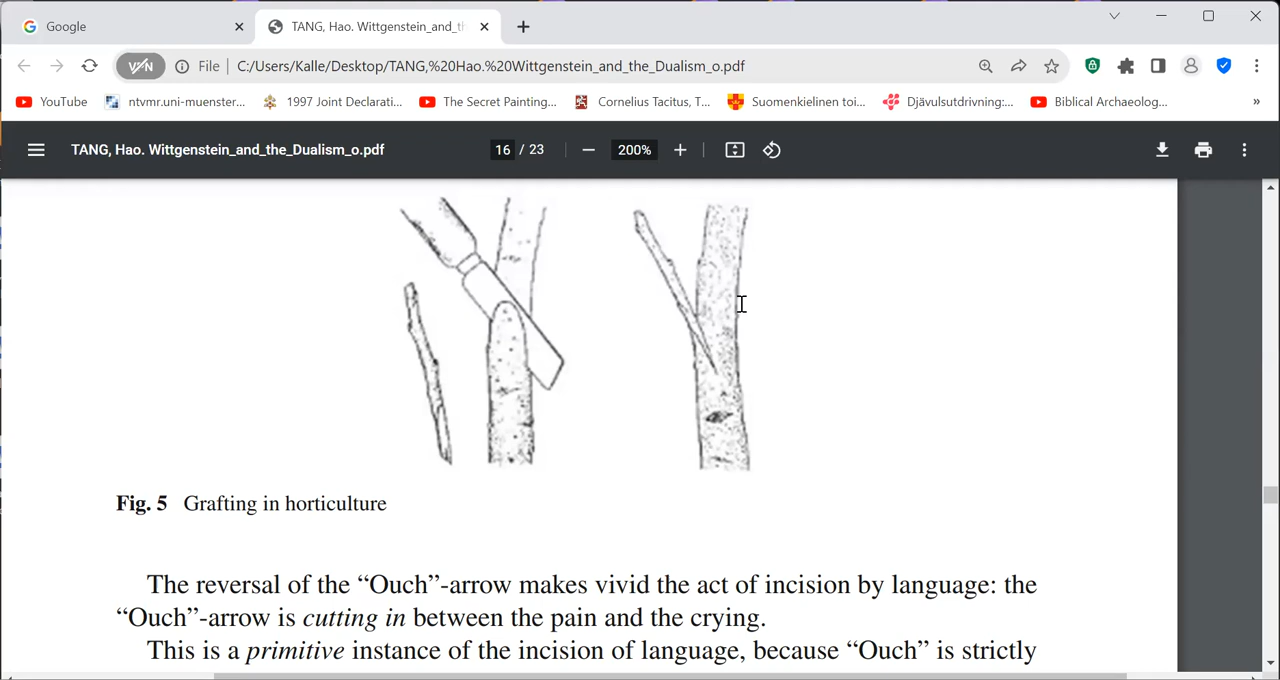 Google
TANG, Hao. Wittgenstein_and_th
VN File C:/Users/Kalle/Desktop/TANG,%20Hao.%20Wittgenstein_and_the_Dualism_o.pdf
YouTube ntvmr.uni-muenster... 1997 Joint Declarati... The Secret Painting,... Cornelius Tacitus, T... Suomenkielinen toi... Djävulsutdrivning:... Biblical Archaeolog... »
TANG, Hao. Wittgenstein_and_the_Dualism_o.pdf 16 / 23 200%
Fig. 5 Grafting in horticulture
The reversal of the “Ouch”-arrow makes vivid the act of incision by language: the
“Ouch”-arrow is cutting in between the pain and the crying.
This is a primitive instance of the incision of language, because “Ouch” is strictly